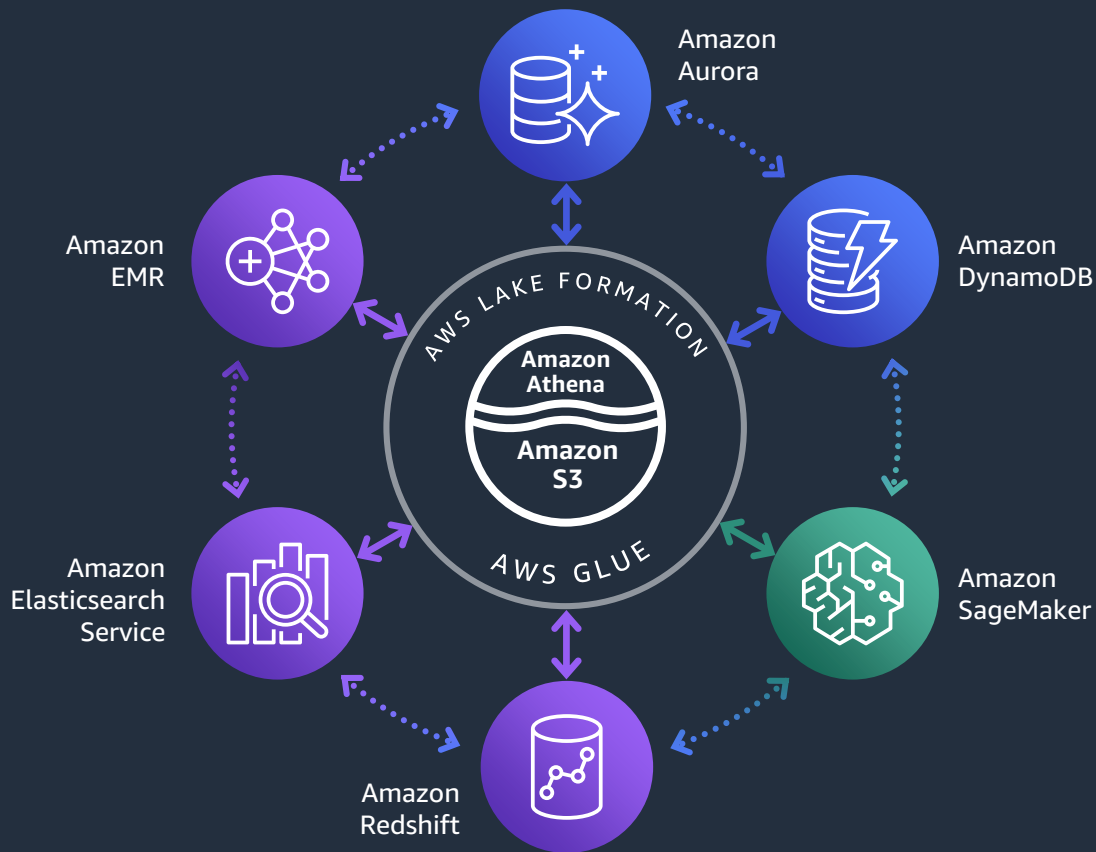 Amazon
Aurora
Amazon
EMR
Amazon
DynamoDB
AWS LAKE FORMATION
Amazon
Athena
Amazon
S3
AWS GLUE
Amazon
Elasticsearch
Service
Amazon
SageMaker
Amazon
Redshift